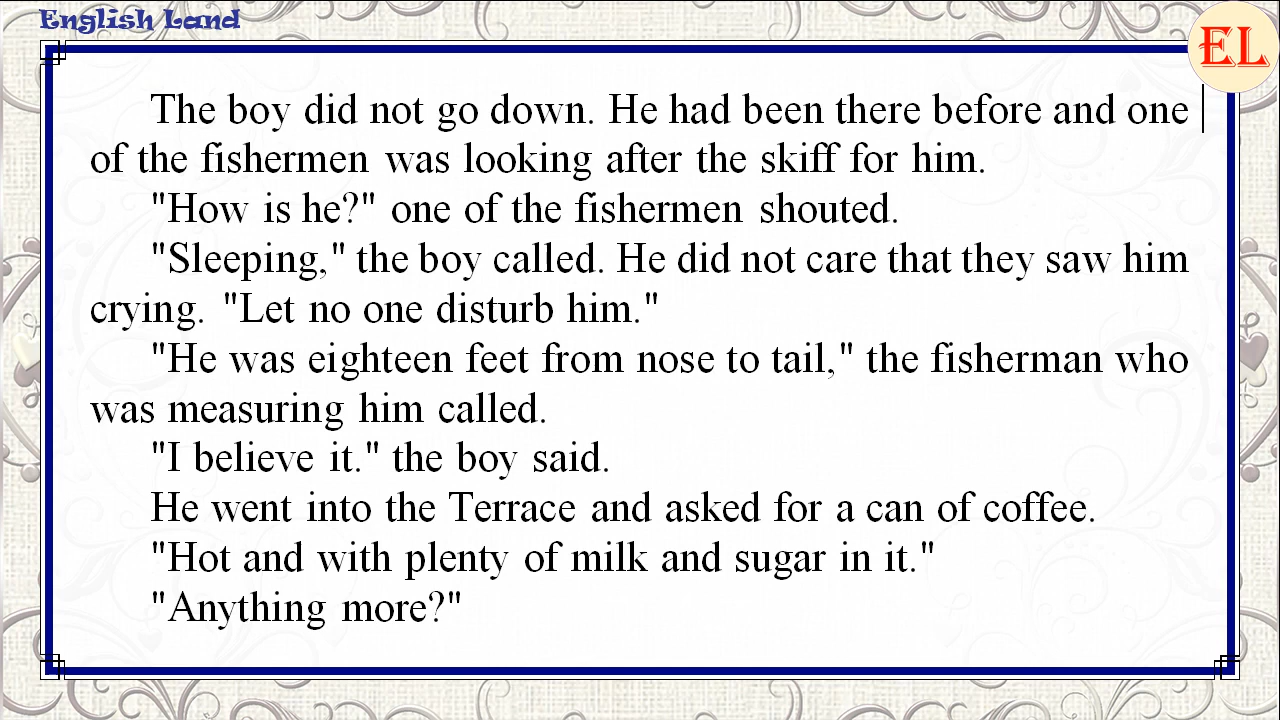 English Land
EL
The boy did not go down. He had been there before and one
of the fishermen was looking after the skiff for him.
"How is he?" one of the fishermen shouted.
"Sleeping," the boy called. He did not care that they saw him
crying. "Let no one disturb him."
"He was eighteen feet from nose to tail," the fisherman who
was measuring him called.
"I believe it." the boy said.
He went into the Terrace and asked for a can of coffee.
"Hot and with plenty of milk and sugar in it."
"Anything more?"